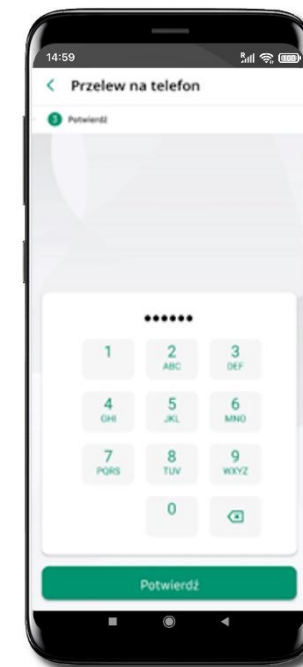 14:59
Przelew na telefon
3 Potwierdź
••••••
1 2 3
ABC DEF
4 5 6
GHI JKL MNO
7 8 9
PQRS TUV WXYZ
0
Potwierdź